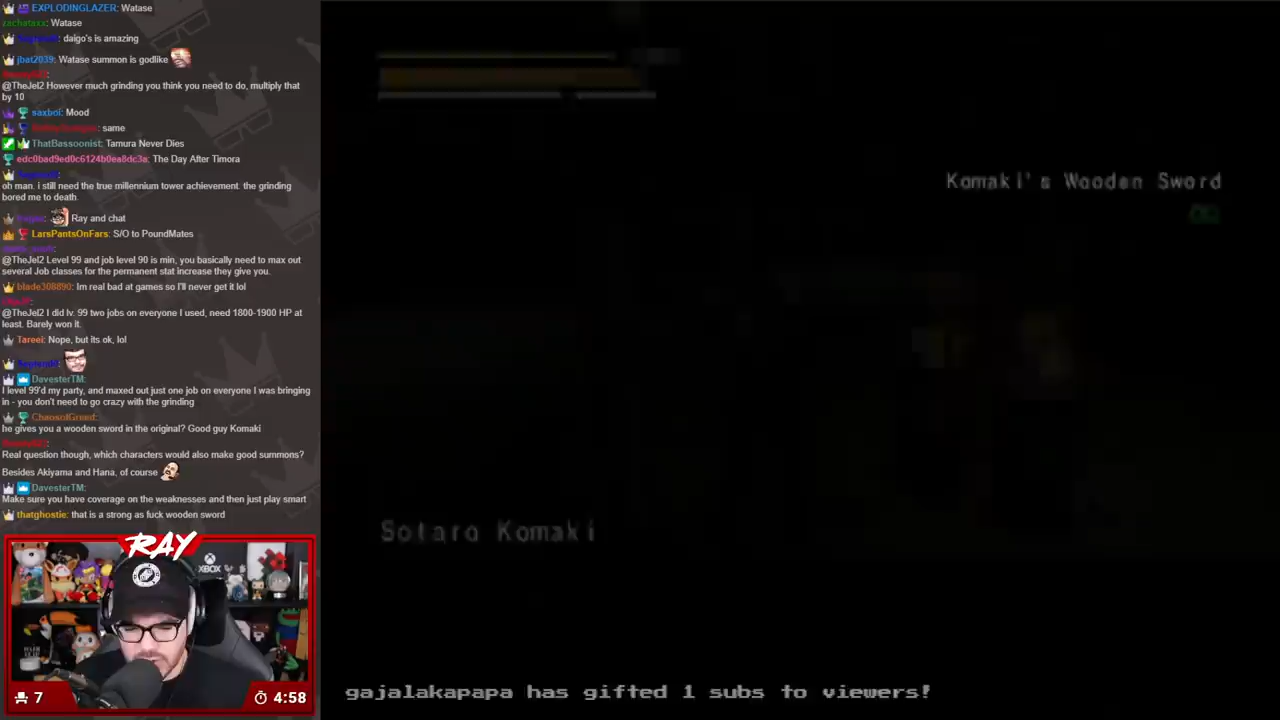 EXPLODINGLAZER: Watase
zachataxx: Watase
daigo's is amazing
jbat2039: Watase summon is godlike
@TheJel2 However much grinding you think you need to do, multiply that
by 10
saxboi: Mood
same
ThatBassoonist: Tamura Never Dies
edc0bad9ed0c6124b0ea8dc3a: The Day After Timora
oh man. i still need the true millennium tower achievement. the grinding
bored me to death
Ray and chat
LarsPantsOnFars: S/O to PoundMates
@TheJel2 Level 99 and job level 90 is min, you basically need to max out
several Job classes for the permanent stat increase they give you.
blade308890: Im real bad at games so I'll never get it lol
@TheJel2 I did lv. 99 two jobs on everyone I used, need 1800-1900 HP at
least. Barely won it.
Tareei: Nope, but its ok, lol
DavesterTM:
I level 99'd my party, and maxed out just one job on everyone I was bringing
in - you don't need to go crazy with the grinding
ChaosofGreed:
he gives you a wooden sword in the original? Good guy Komaki
Real question though, which characters would also make good summons?
Besides Akiyama and Hana, of course
DavesterTM:
Make sure you have coverage on the weaknesses and then just play smart
thatghostie: that is a strong as fuck wooden sword
RAY
XBOX
7
4:58
Komaki's Wooden Sword
Sotaro Komaki
gajalakapapa has gifted 1 subs to viewers!